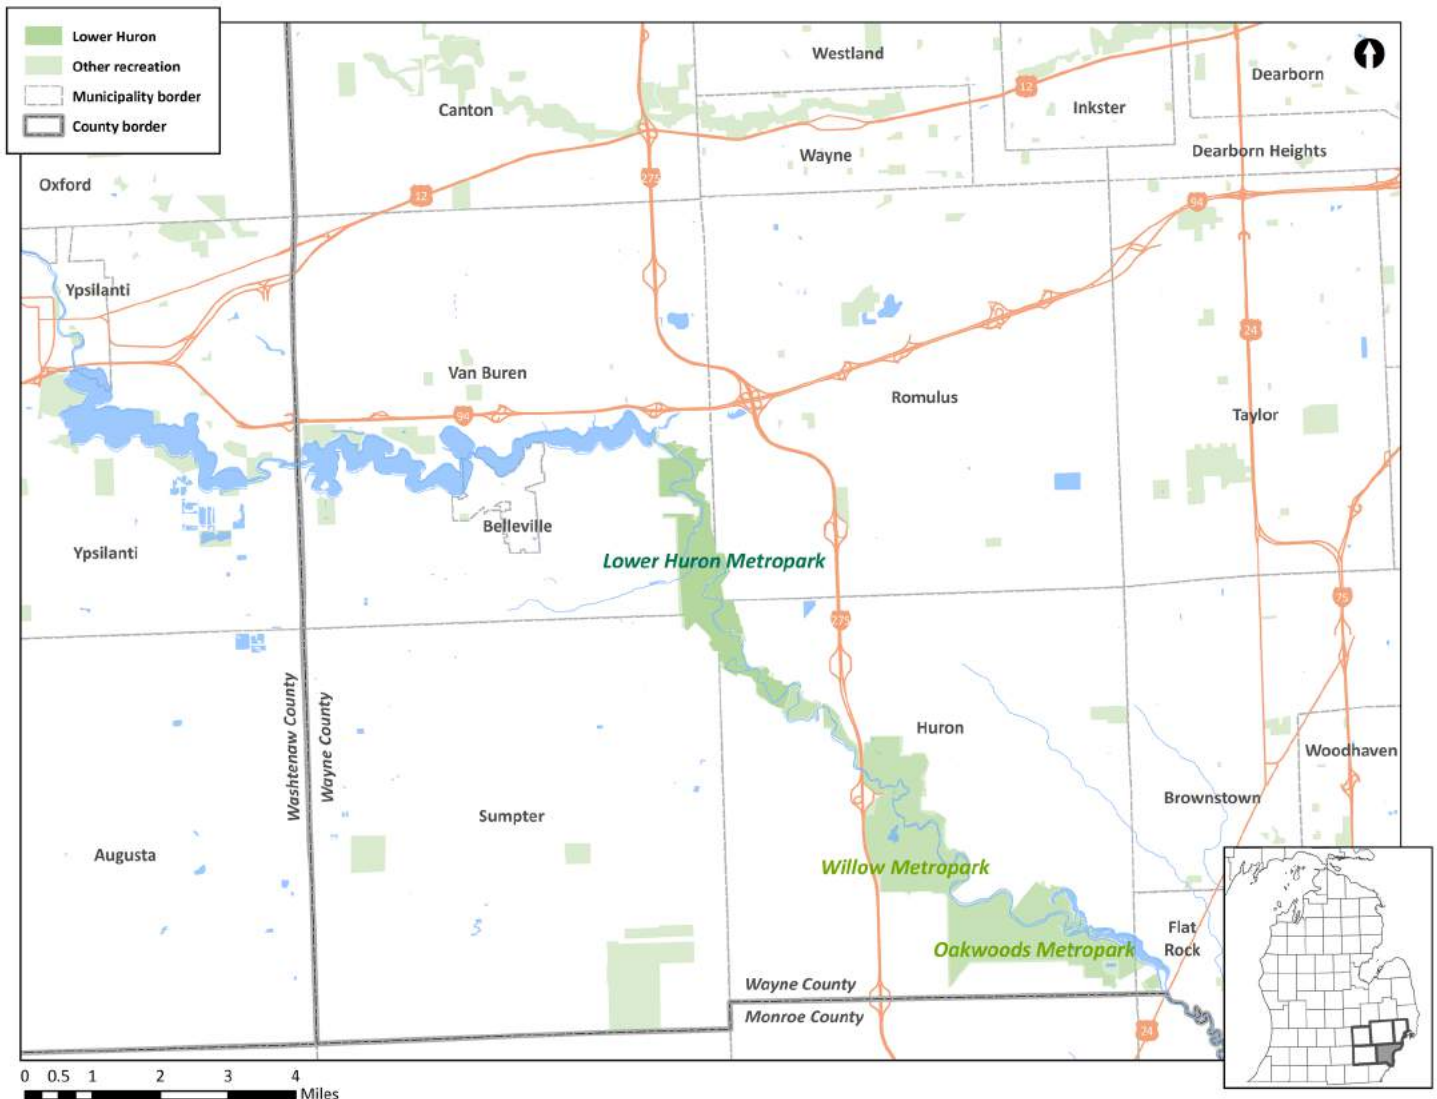 Lower Huron
Other recreation
Municipality border
County border
Westland
Dearborn
12
Canton
Inkster
Wayne
Dearborn Heights
Oxford
275
12
94
Ypsilanti
24
Van Buren
Romulus
94
Taylor
Belleville
Ypsilanti
Lower Huron Metropark
75
275
Washtenaw County
Wayne County
Huron
Woodhaven
Brownstown
Sumpter
Augusta
Willow Metropark
Flat
Rock
Oakwoods Metropark
Wayne County
Monroe County
24
0 0.5 1 2 3 4
Miles